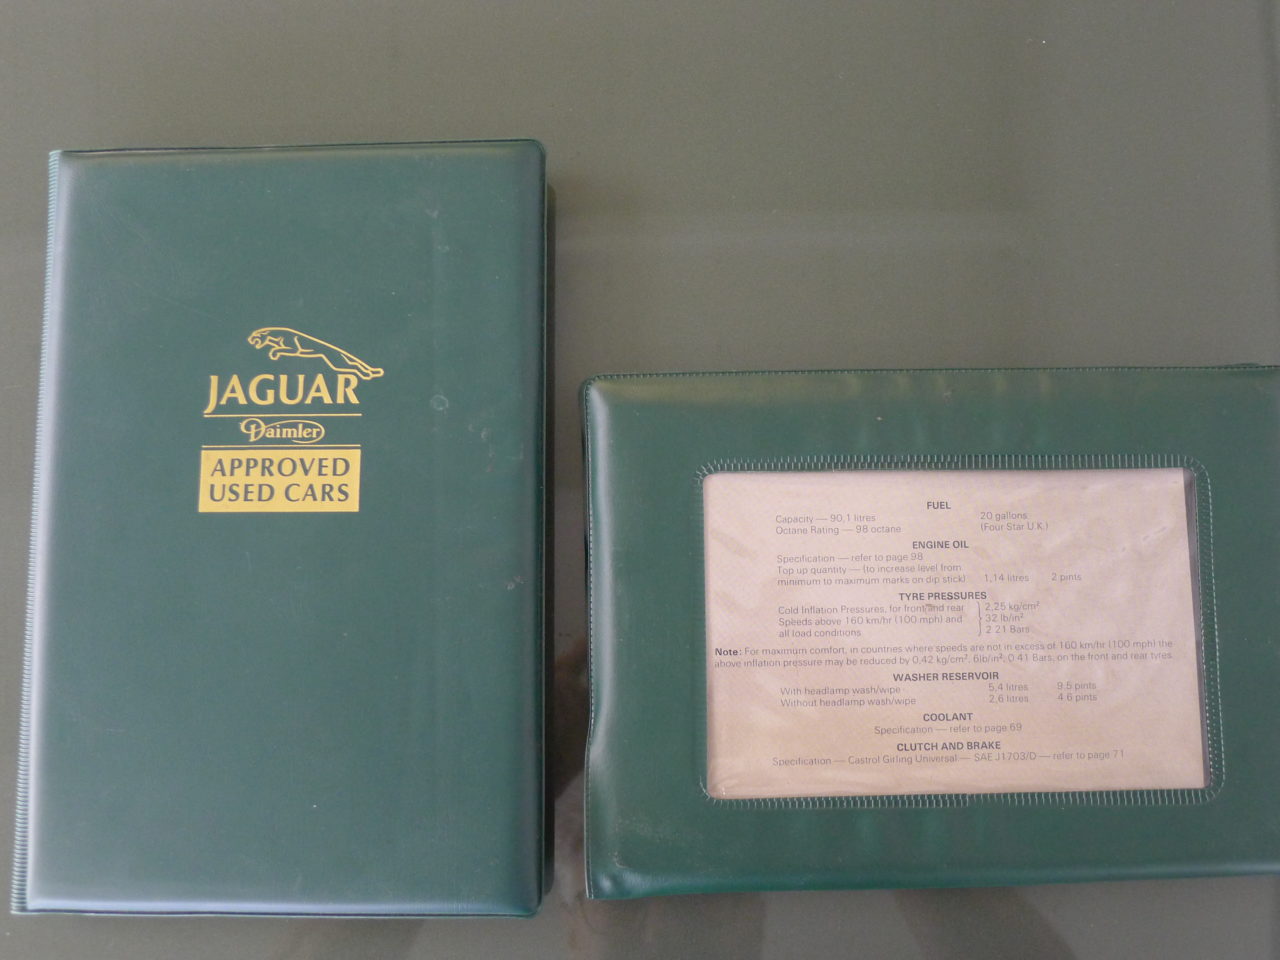 JAGUAR
Daimler
APPROVED
USED CARS
FUEL
Capacity — 90,1 litres 20 gallons
Octane Rating — 98 octane (Four Star U.K.)
ENGINE OIL
Specification — refer to page 98
Top up quantity — (to increase level from
minimum to maximum marks on dip stick) 1,14 litres 2 pints
TYRE PRESSURES
Cold Inflation Pressures, for front and rear 2,25 kg/cm²
Speeds above 160 km/hr (100 mph) and 32 lb/in²
all load conditions 2 21 Bars
Note: For maximum comfort, in countries where speeds are not in excess of 160 km/hr (100 mph) the
above inflation pressure may be reduced by 0,42 kg/cm², 6lb/in², 0 41 Bars, on the front and rear tyres.
WASHER RESERVOIR
With headlamp wash/wipe 5,4 litres 9.5 pints
Without headlamp wash/wipe 2,6 litres 4.6 pints
COOLANT
Specification — refer to page 69
CLUTCH AND BRAKE
Specification — Castrol Girling Universal — SAE J1703/D — refer to page 71